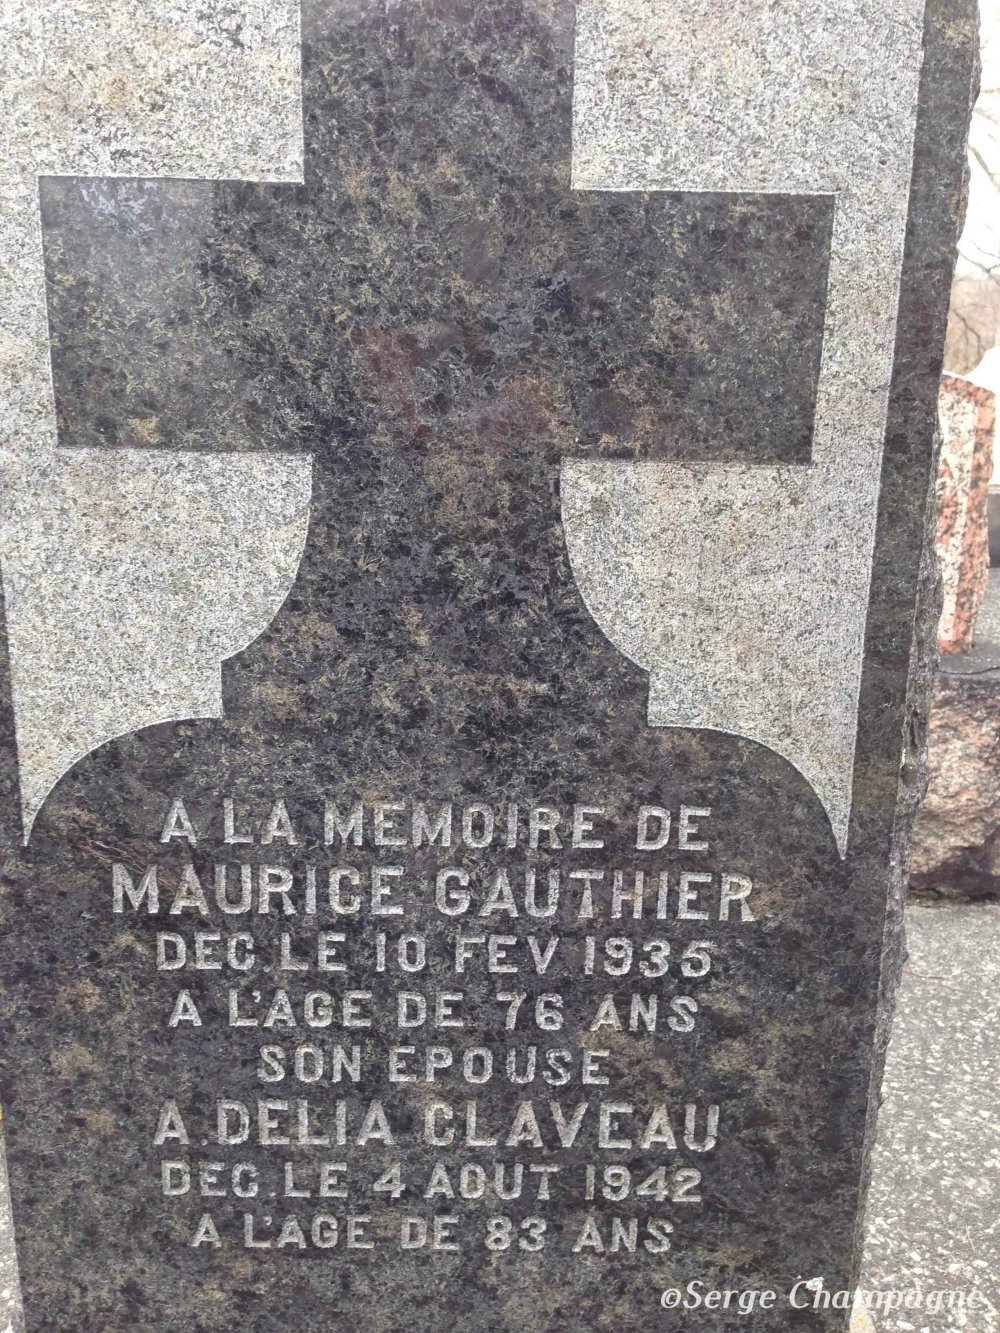 A LA MEMOIRE DE
MAURICE GAUTHIER
DEC. LE 10 FEV 1935
A L'AGE DE 76 ANS
SON EPOUSE
A. DELIA CLAVEAU
DEC. LE 4 AOUT 1942
A L'AGE DE 83 ANS
©Serge Champagne